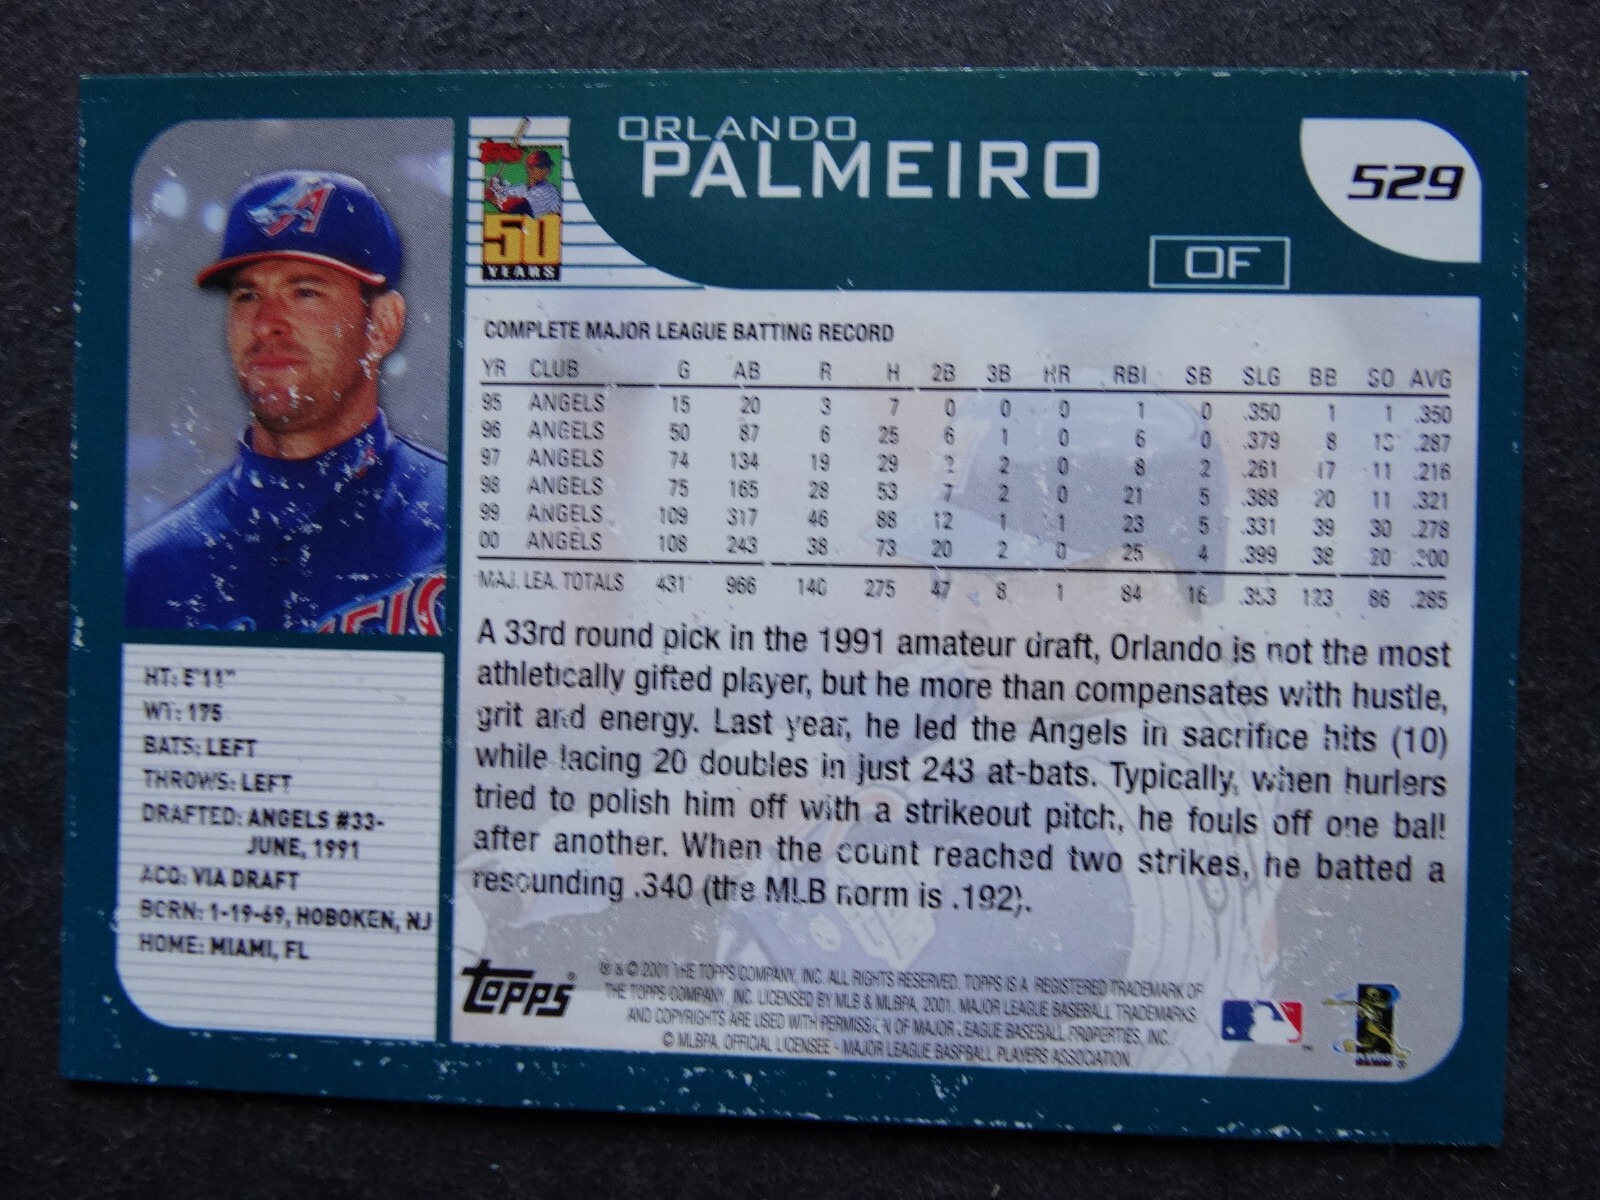 ORLANDO
PALMEIRO
529
Topps
50
YEARS
OF
COMPLETE MAJOR LEAGUE BATTING RECORD
YR CLUB G AB R H 2B 3B HR RBI SB SLG BB SO AVG
95 ANGELS 15 20 3 7 0 0 0 1 0 .350 1 1 .350
96 ANGELS 50 87 6 25 6 1 0 6 0 .379 8 .287
97 ANGELS 74 134 19 29 2 2 0 8 2 .261 17 11 .216
98 ANGELS 75 165 28 53 7 2 0 21 5 .388 20 11 .321
99 ANGELS 109 317 46 88 12 1 1 23 5 .331 39 30 .278
00 ANGELS 108 243 38 73 20 2 0 25 4 .399 38 20
MAJ. LEA. TOTALS 431 966 140 275 47 8 1 84 16 .353 123 86 .285
A 33rd round pick in the 1991 amateur draft, Orlando is not the most
athletically gifted player, but he more than compensates with hustle,
grit and energy. Last year, he led the Angels in sacrifice hits (10)
while lacing 20 doubles in just 243 at-bats. Typically, when hurlers
tried to polish him off with a strikeout pitch, he fouls off one ball
after another. When the count reached two strikes, he batted a
resounding .340 (the MLB norm is .192).
HT: 5'11"
WT: 175
BATS: LEFT
THROWS: LEFT
DRAFTED: ANGELS #33-
JUNE, 1991
ACQ: VIA DRAFT
BORN: 1-19-69, HOBOKEN, NJ
HOME: MIAMI, FL
topps®
® & © 2001 THE TOPPS COMPANY, INC. ALL RIGHTS RESERVED. TOPPS IS A REGISTERED TRADEMARK OF
THE TOPPS COMPANY, INC. LICENSED BY MLB & MLBPA, 2001. MAJOR LEAGUE BASEBALL TRADEMARKS
AND COPYRIGHTS ARE USED WITH PERMISSION OF MAJOR LEAGUE BASEBALL PROPERTIES, INC.
© MLBPA, OFFICIAL LICENSEE - MAJOR LEAGUE BASEBALL PLAYERS ASSOCIATION.